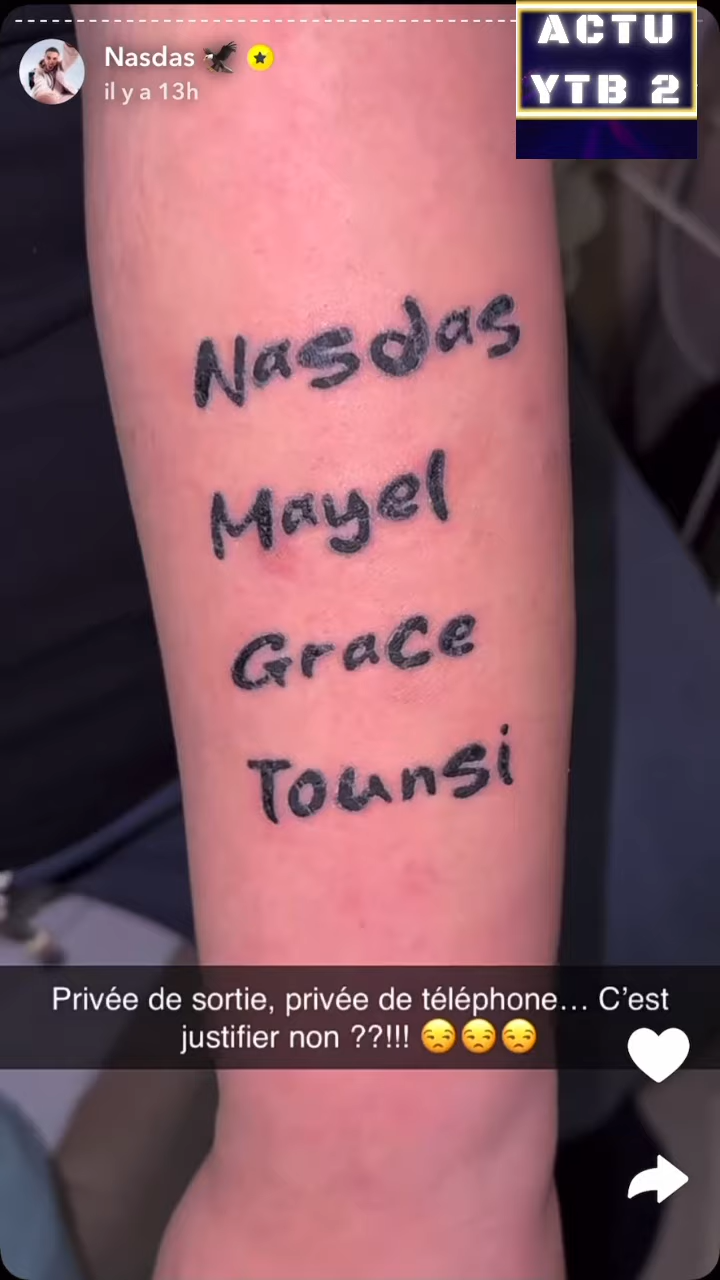 Nasdas 🦅
il y a 13h
ACTU
YTB 2
Nasdas
Mayel
Grace
Tounsi
Privée de sortie, privée de téléphone... C'est
justifier non ??!!! 😒😒😒